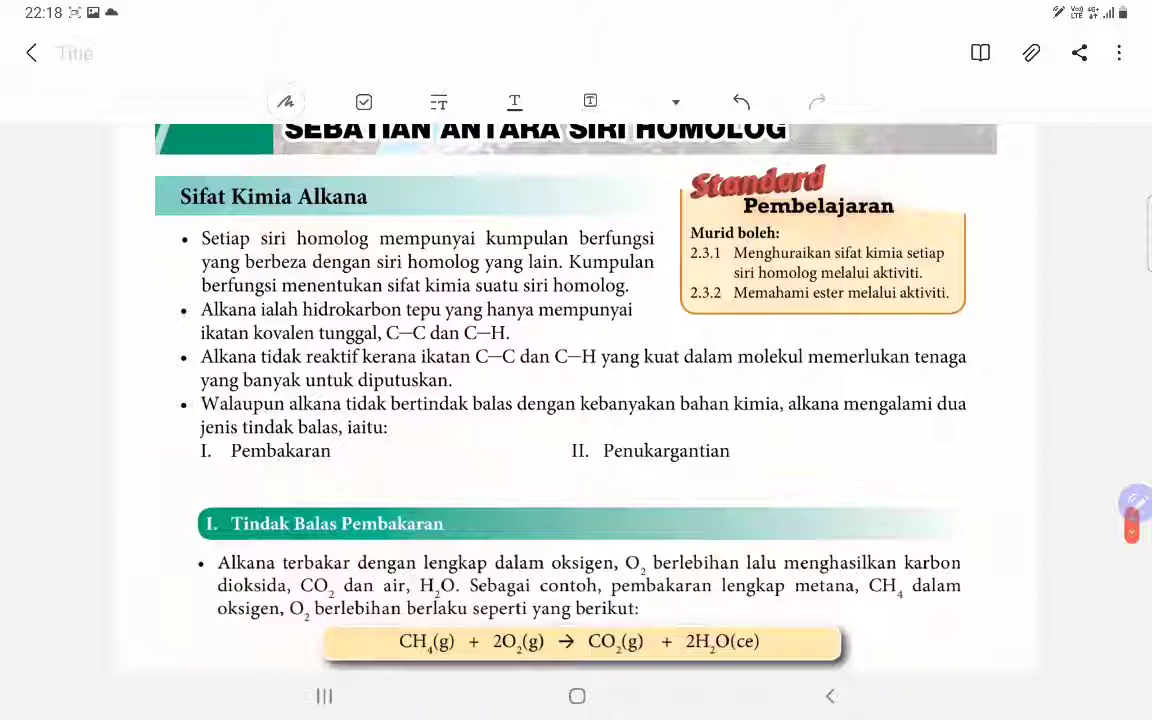 22:18
VoLTE 4G+
Title
SEBATIAN ANTARA SIRI HOMOLOG
Sifat Kimia Alkana
Standard
Pembelajaran
Murid boleh:
2.3.1 Menghuraikan sifat kimia setiap
siri homolog melalui aktiviti.
2.3.2 Memahami ester melalui aktiviti.
• Setiap siri homolog mempunyai kumpulan berfungsi
yang berbeza dengan siri homolog yang lain. Kumpulan
berfungsi menentukan sifat kimia suatu siri homolog.
• Alkana ialah hidrokarbon tepu yang hanya mempunyai
ikatan kovalen tunggal, C—C dan C—H.
• Alkana tidak reaktif kerana ikatan C—C dan C—H yang kuat dalam molekul memerlukan tenaga
yang banyak untuk diputuskan.
• Walaupun alkana tidak bertindak balas dengan kebanyakan bahan kimia, alkana mengalami dua
jenis tindak balas, iaitu:
I. Pembakaran II. Penukargantian
I. Tindak Balas Pembakaran
• Alkana terbakar dengan lengkap dalam oksigen, O₂ berlebihan lalu menghasilkan karbon
dioksida, CO₂ dan air, H₂O. Sebagai contoh, pembakaran lengkap metana, CH₄ dalam
oksigen, O₂ berlebihan berlaku seperti yang berikut:
CH₄(g) + 2O₂(g) → CO₂(g) + 2H₂O(ce)